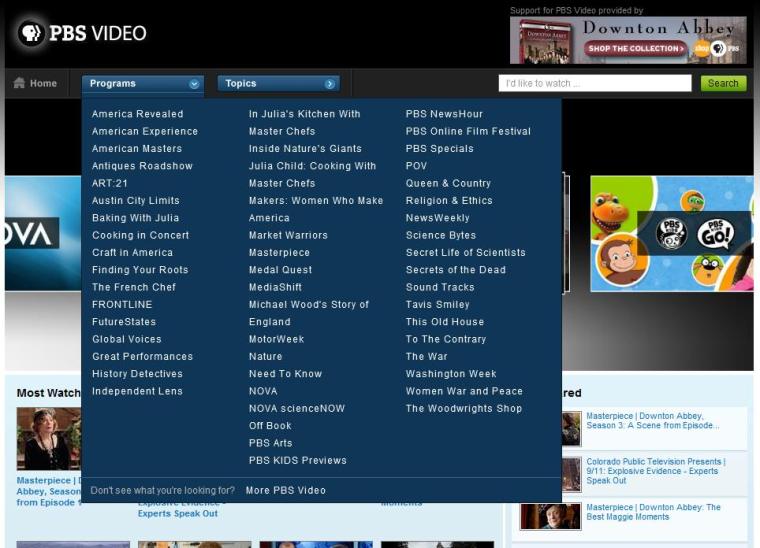 Support for PBS Video provided by
PBS VIDEO
DOWNTON ABBEY
Downton Abbey
SHOP THE COLLECTION
shop PBS
Home
Programs
Topics
I'd like to watch ...
Search
America Revealed
American Experience
American Masters
Antiques Roadshow
ART:21
Austin City Limits
Baking With Julia
Cooking in Concert
Craft in America
Finding Your Roots
The French Chef
FRONTLINE
FutureStates
Global Voices
Great Performances
History Detectives
Independent Lens
In Julia's Kitchen With
Master Chefs
Inside Nature's Giants
Julia Child: Cooking With
Master Chefs
Makers: Women Who Make
America
Market Warriors
Masterpiece
Medal Quest
MediaShift
Michael Wood's Story of
England
MotorWeek
Nature
Need To Know
NOVA
NOVA scienceNOW
Off Book
PBS Arts
PBS KIDS Previews
PBS NewsHour
PBS Online Film Festival
PBS Specials
POV
Queen & Country
Religion & Ethics
NewsWeekly
Science Bytes
Secret Life of Scientists
Secrets of the Dead
Sound Tracks
Tavis Smiley
This Old House
To The Contrary
The War
Washington Week
Women War and Peace
The Woodwrights Shop
Don't see what you're looking for? More PBS Video
OVA
PBS KIDS
PBS KIDS GO!
Most Watch
Masterpiece | D
Abbey, Season
from Episode 1
Explosive Evidence -
Experts Speak Out
Moments
red
Masterpiece | Downton Abbey,
Season 3: A Scene from Episode...
Colorado Public Television Presents |
9/11: Explosive Evidence - Experts
Speak Out
Masterpiece | Downton Abbey: The
Best Maggie Moments